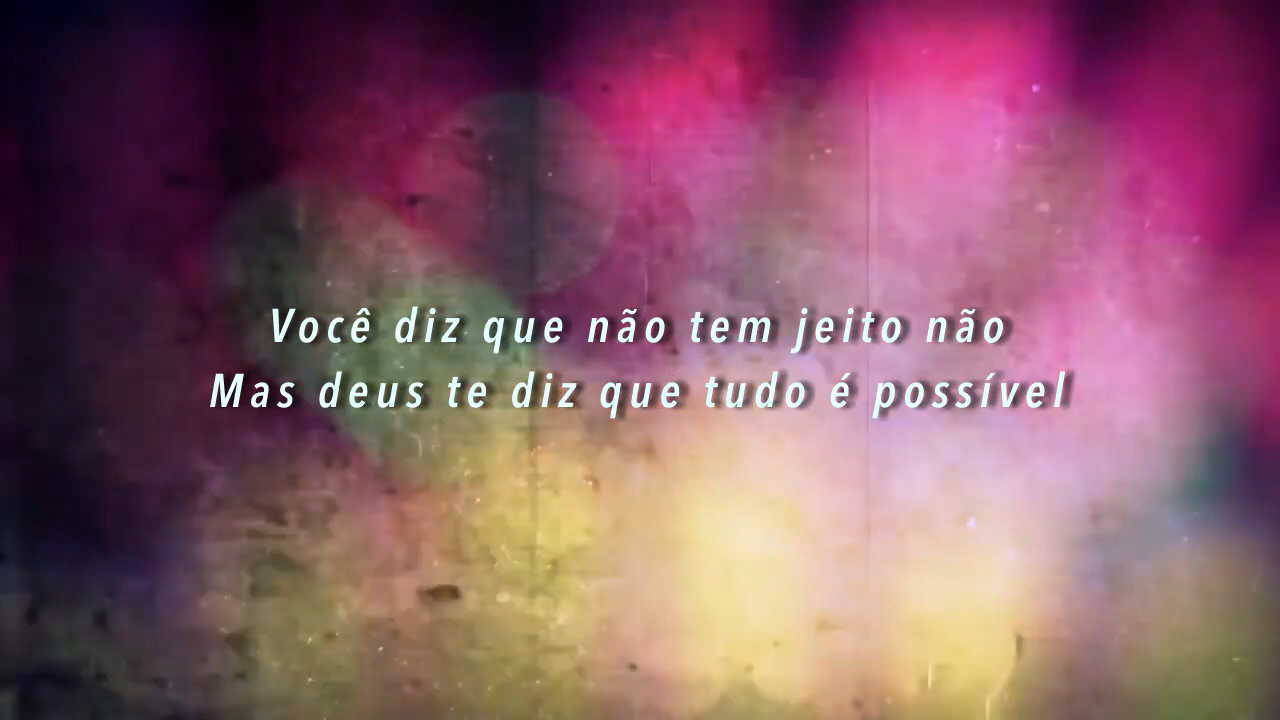 Você diz que não tem jeito não
Mas deus te diz que tudo é possível